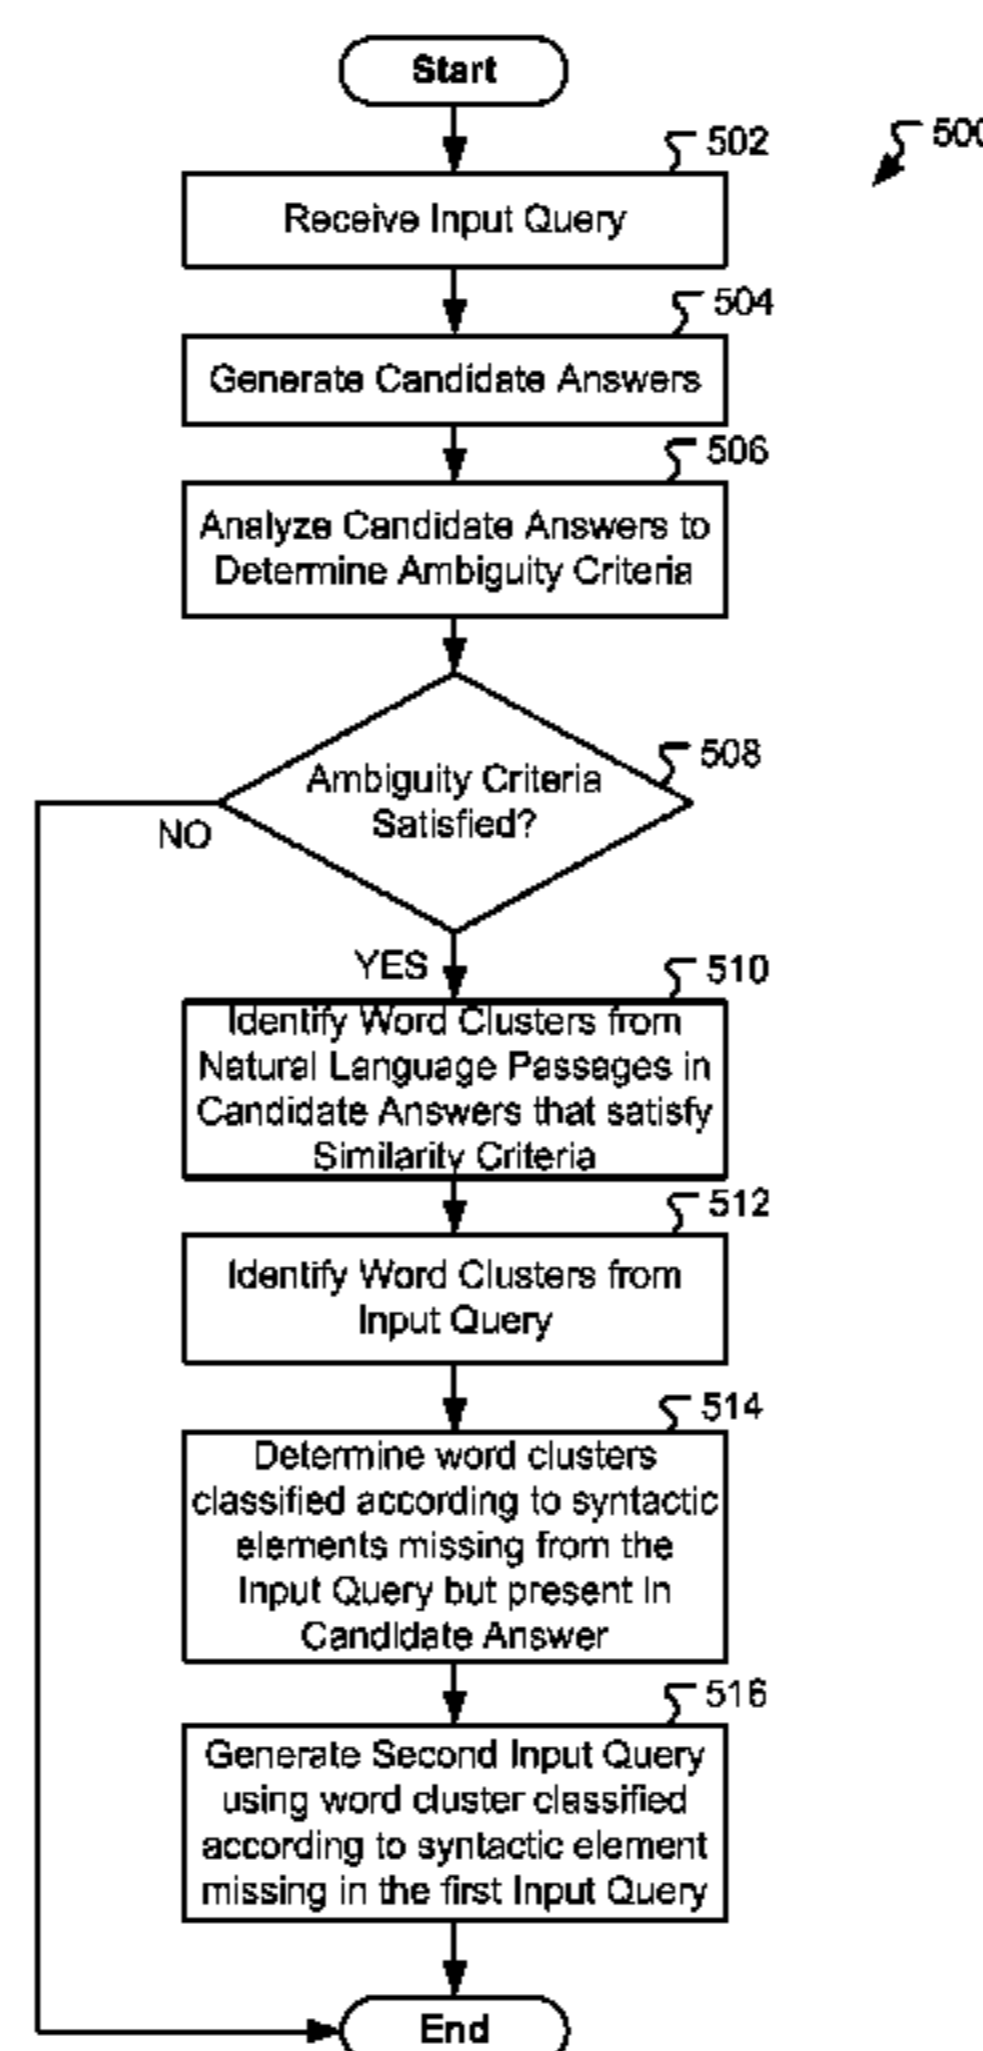 Start
502
500
Receive Input Query
504
Generate Candidate Answers
506
Analyze Candidate Answers to
Determine Ambiguity Criteria
508
Ambiguity Criteria
Satisfied?
NO
YES
510
Identify Word Clusters from
Natural Language Passages in
Candidate Answers that satisfy
Similarity Criteria
512
Identify Word Clusters from
Input Query
514
Determine word clusters
classified according to syntactic
elements missing from the
Input Query but present in
Candidate Answer
516
Generate Second Input Query
using word cluster classified
according to syntactic element
missing in the first Input Query
End